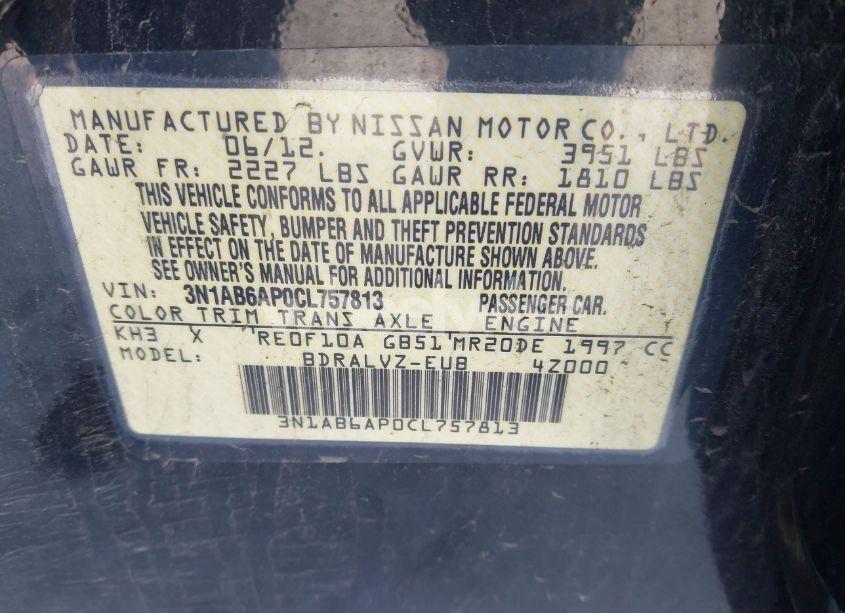 MANUFACTURED BY NISSAN MOTOR CO., LTD.
DATE: 06/12. GVWR: 3951 LBS
GAWR FR: 2227 LBS GAWR RR: 1810 LBS
THIS VEHICLE CONFORMS TO ALL APPLICABLE FEDERAL MOTOR
VEHICLE SAFETY, BUMPER AND THEFT PREVENTION STANDARDS
IN EFFECT ON THE DATE OF MANUFACTURE SHOWN ABOVE.
SEE OWNER'S MANUAL FOR ADDITIONAL INFORMATION.
VIN: 3N1AB6AP0CL757813 PASSENGER CAR.
COLOR TRIM TRANS AXLE ENGINE
KH3 X RE0F10A GB51 MR20DE 1997 CC
MODEL: BDRALVZ-EUB 4Z000
3N1AB6AP0CL757813